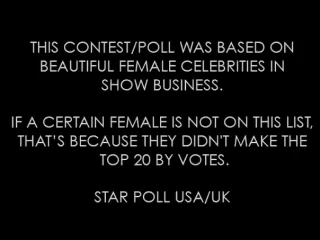 THIS CONTEST/POLL WAS BASED ON
BEAUTIFUL FEMALE CELEBRITIES IN
SHOW BUSINESS.
IF A CERTAIN FEMALE IS NOT ON THIS LIST,
THAT'S BECAUSE THEY DIDN'T MAKE THE
TOP 20 BY VOTES.
STAR POLL USA/UK